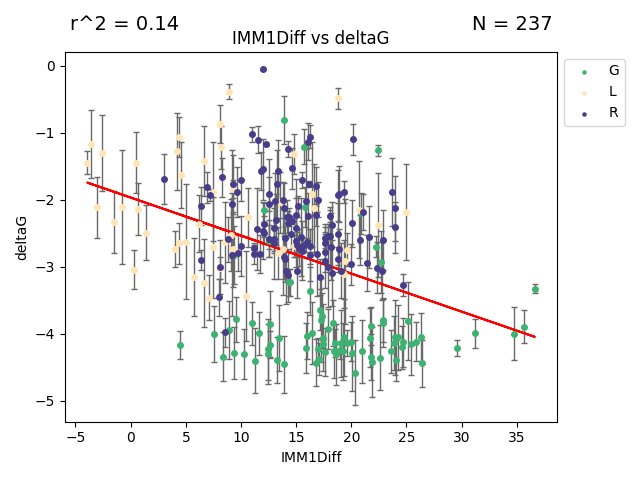 r^2 = 0.14
N = 237
IMM1Diff vs deltaG
G
L
R
0
−1
−2
−3
−4
−5
deltaG
−5 0 5 10 15 20 25 30 35
IMM1Diff